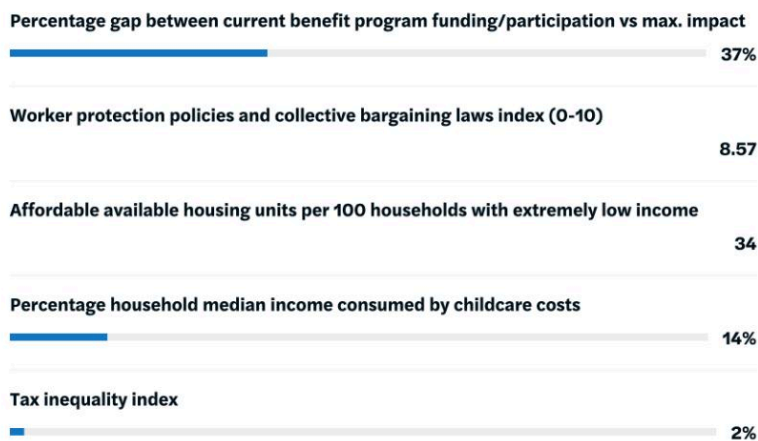 Percentage gap between current benefit program funding/participation vs max. impact
37%
Worker protection policies and collective bargaining laws index (0-10)
8.57
Affordable available housing units per 100 households with extremely low income
34
Percentage household median income consumed by childcare costs
14%
Tax inequality index
2%